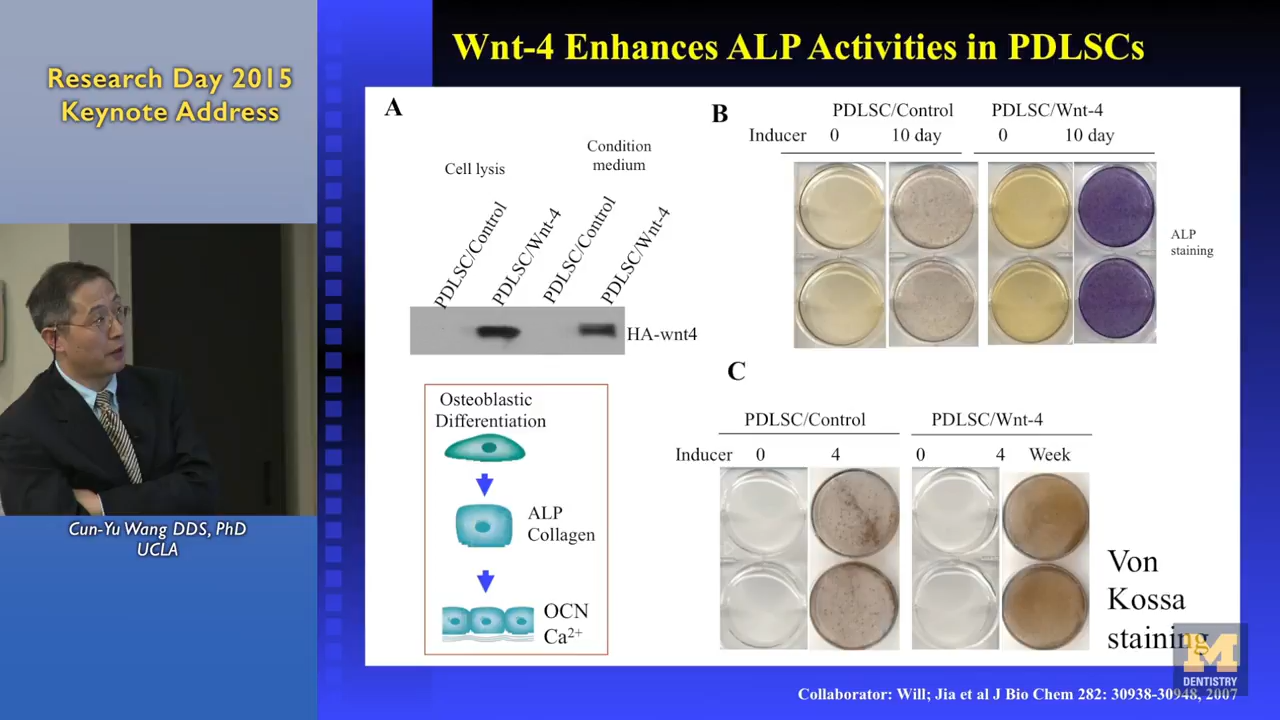 Wnt-4 Enhances ALP Activities in PDLSCs
Research Day 2015
Keynote Address
Cun-Yu Wang DDS, PhD
UCLA
A
Cell lysis
Condition
medium
PDLSC/Control
PDLSC/Wnt-4
PDLSC/Control
PDLSC/Wnt-4
HA-wnt4
Osteoblastic
Differentiation
ALP
Collagen
OCN
Ca²⁺
B
PDLSC/Control PDLSC/Wnt-4
Inducer 0 10 day 0 10 day
ALP
staining
C
PDLSC/Control PDLSC/Wnt-4
Inducer 0 4 0 4 Week
Von
Kossa
staining
M
DENTISTRY
Collaborator: Will; Jia et al J Bio Chem 282: 30938-30948, 2007